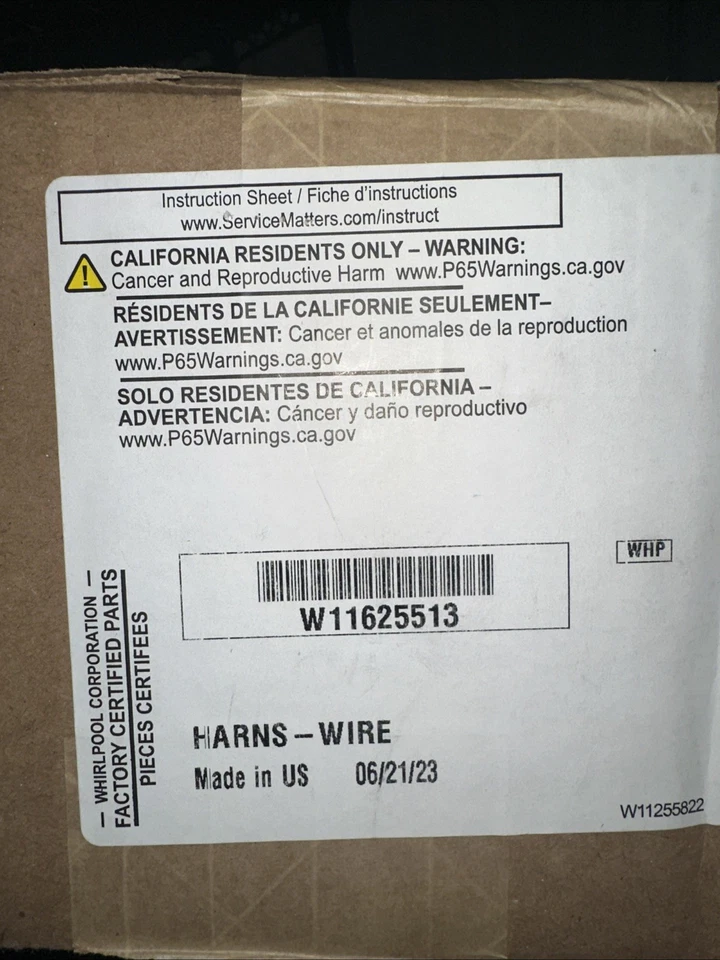 Instruction Sheet / Fiche d'instructions
www.ServiceMatters.com/instruct
CALIFORNIA RESIDENTS ONLY – WARNING:
Cancer and Reproductive Harm www.P65Warnings.ca.gov
RÉSIDENTS DE LA CALIFORNIE SEULEMENT–
AVERTISSEMENT: Cancer et anomales de la reproduction
www.P65Warnings.ca.gov
SOLO RESIDENTES DE CALIFORNIA –
ADVERTENCIA: Cáncer y daño reproductivo
www.P65Warnings.ca.gov
WHP
W11625513
— WHIRLPOOL CORPORATION —
FACTORY CERTIFIED PARTS
PIECES CERTIFEES
HARNS – WIRE
Made in US 06/21/23
W11255822